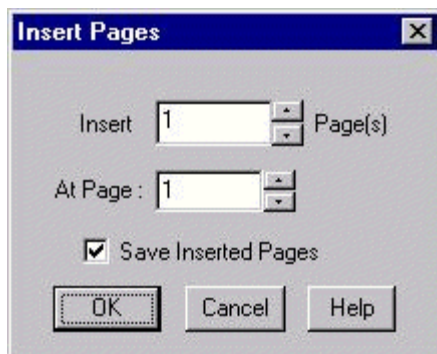 Insert Pages
Insert 1 Page(s)
At Page : 1
Save Inserted Pages
OK Cancel Help